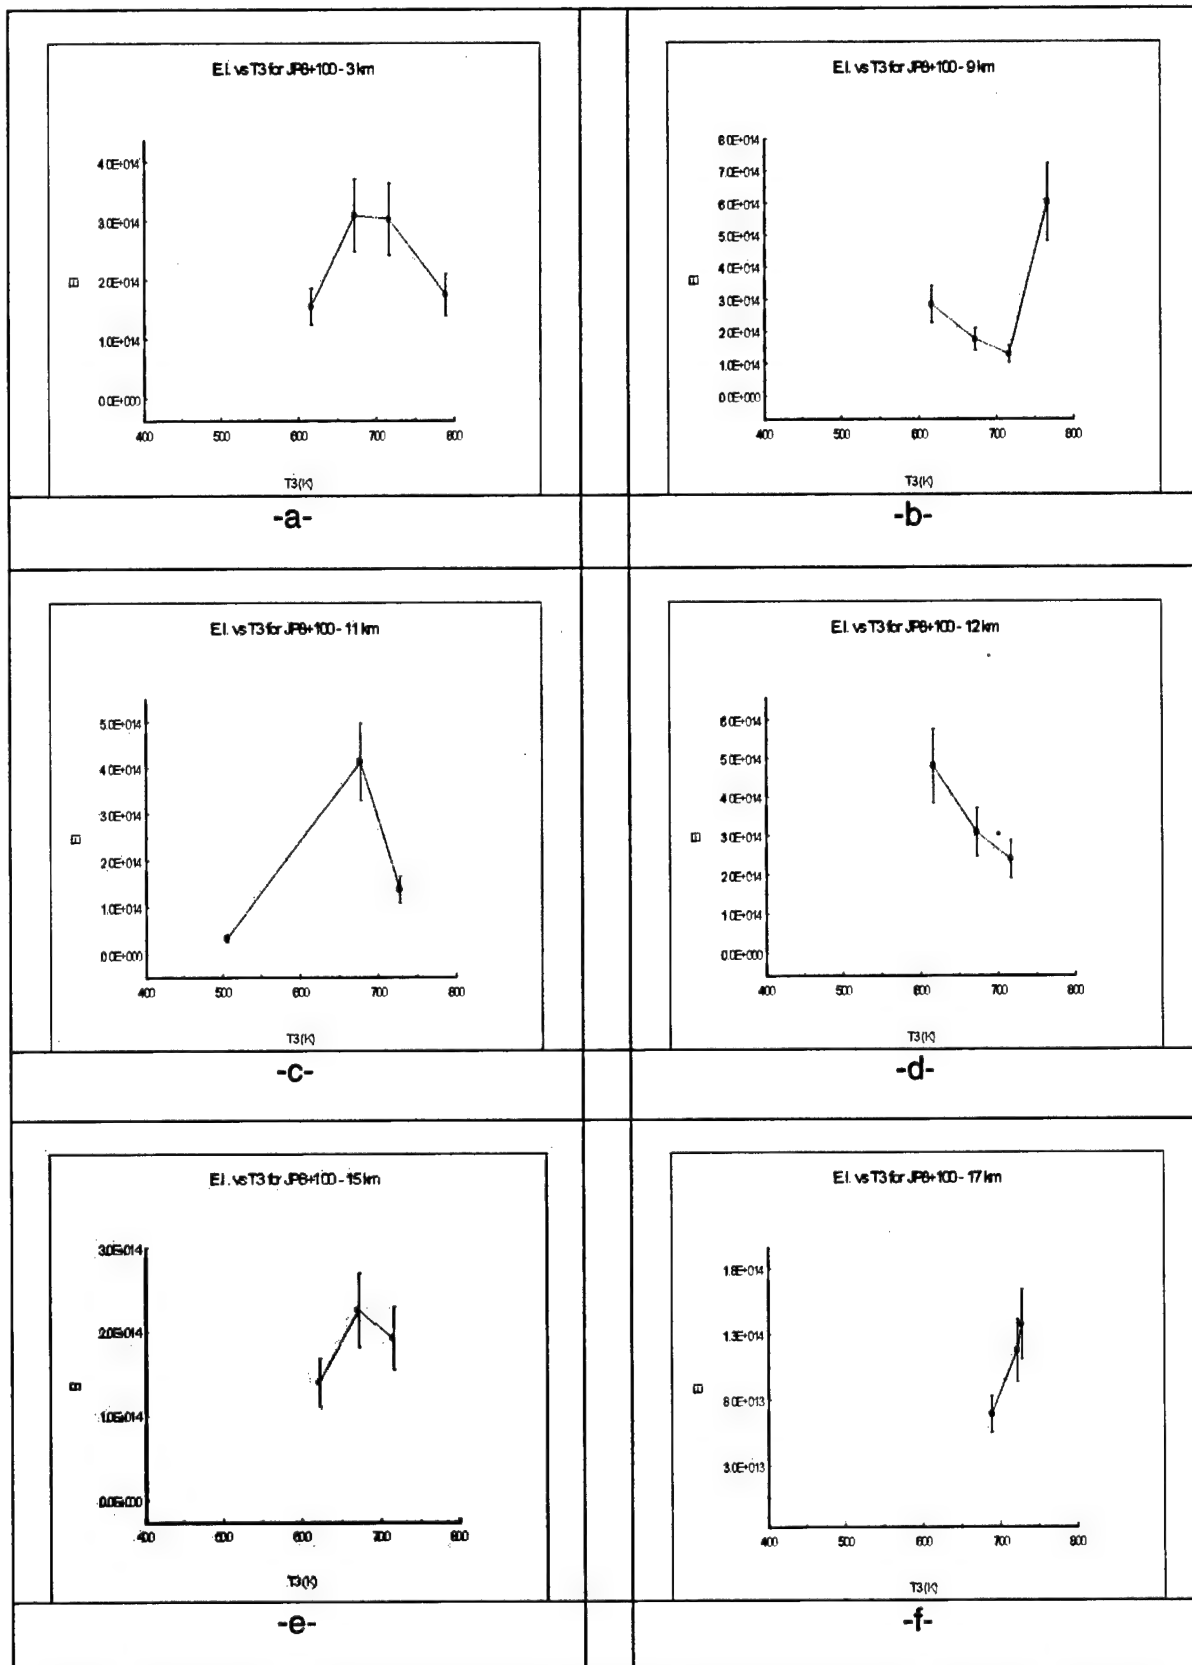 E.I. vs T3 for JP8+100 - 3 km
4.0E+014
3.0E+014
2.0E+014
EI
1.0E+014
0.0E+000
400 500 600 700 800
T3(K)
-a-
E.I. vs T3 for JP8+100 - 9 km
8.0E+014
7.0E+014
6.0E+014
5.0E+014
4.0E+014
EI
3.0E+014
2.0E+014
1.0E+014
0.0E+000
400 500 600 700 800
T3(K)
-b-
E.I. vs T3 for JP8+100 - 11 km
5.0E+014
4.0E+014
3.0E+014
EI
2.0E+014
1.0E+014
0.0E+000
400 500 600 700 800
T3(K)
-c-
E.I. vs T3 for JP8+100 - 12 km
6.0E+014
5.0E+014
4.0E+014
EI
3.0E+014
2.0E+014
1.0E+014
0.0E+000
400 500 600 700 800
T3(K)
-d-
E.I. vs T3 for JP8+100 - 15 km
3.0E+014
2.0E+014
EI
1.0E+014
0.0E+000
400 500 600 700 800
T3(K)
-e-
E.I. vs T3 for JP8+100 - 17 km
1.8E+014
1.3E+014
EI
8.0E+013
3.0E+013
400 500 600 700 800
T3(K)
-f-